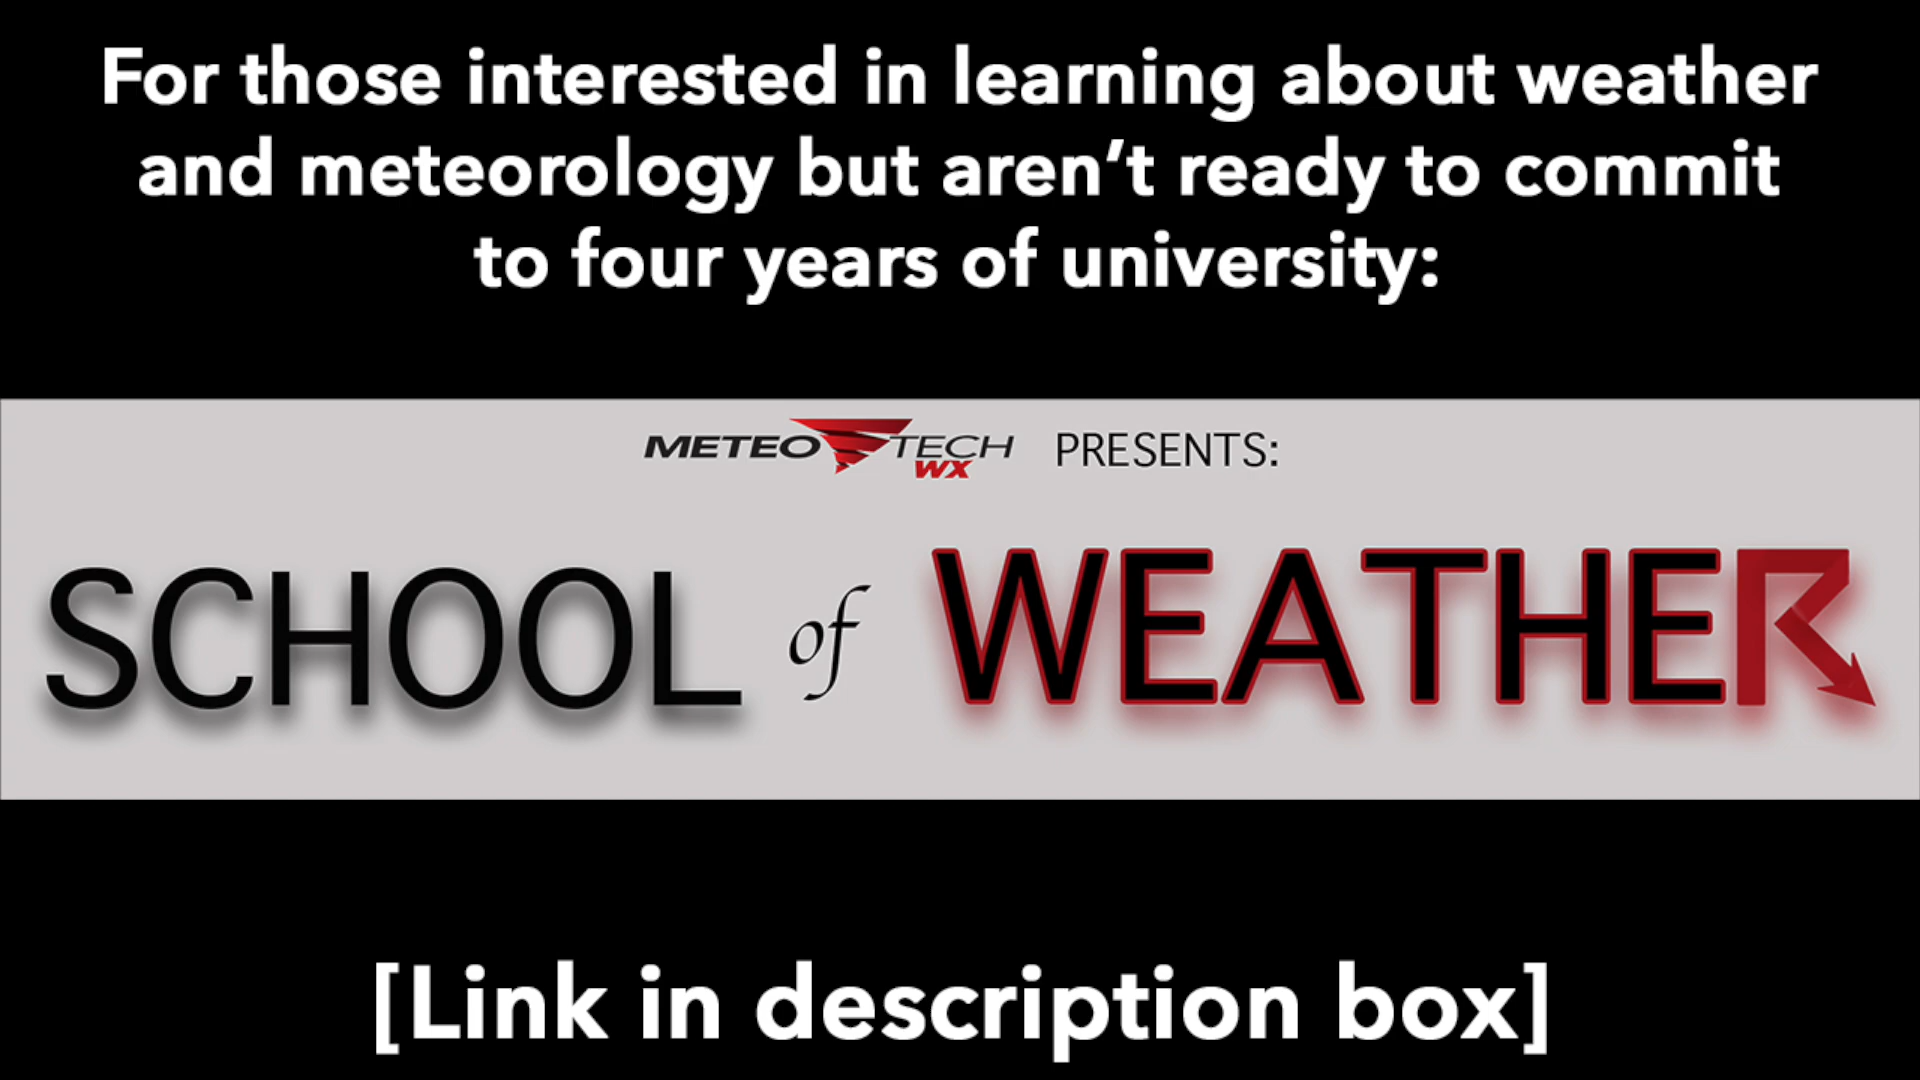 For those interested in learning about weather
and meteorology but aren’t ready to commit
to four years of university:
METEO TECH WX PRESENTS:
SCHOOL of WEATHER
[Link in description box]